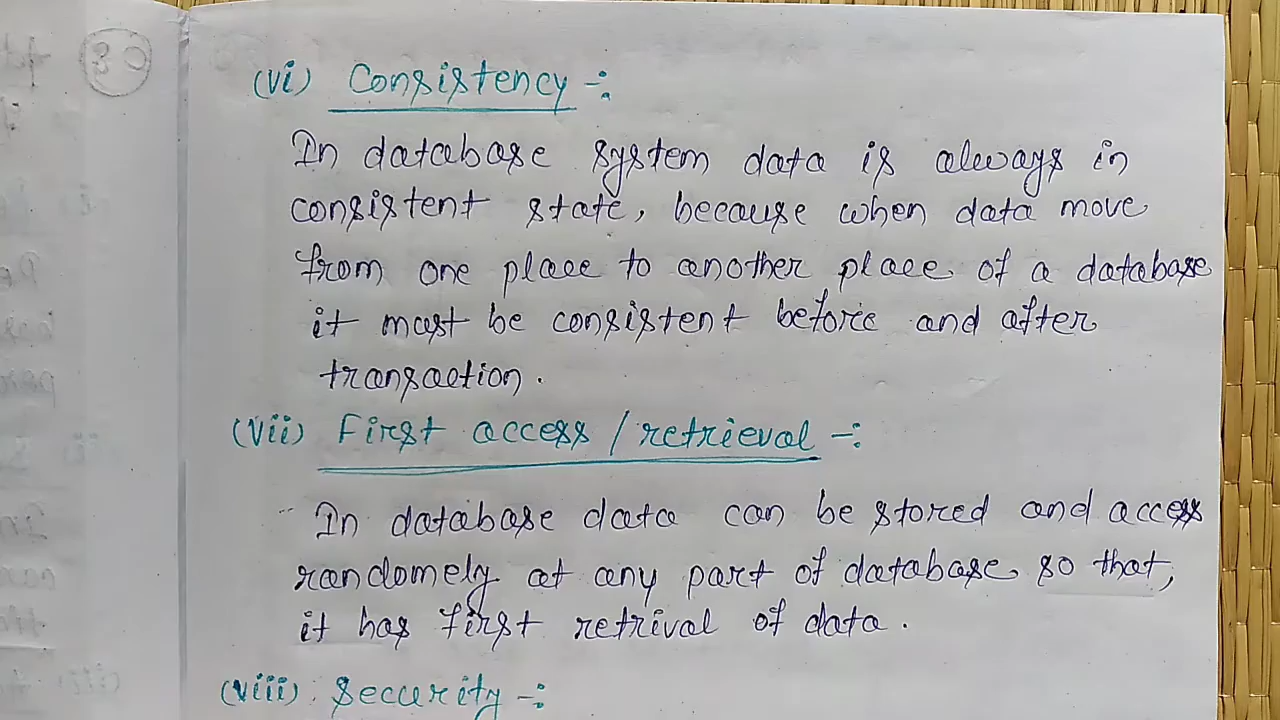 (vi) Consistency -:
In database system data is always in
consistent state, because when data move
from one place to another place of a database
it must be consistent before and after
transaction.
(vii) First access / retrieval -:
In database data can be stored and access
randomely at any part of database so that,
it has first retrival of data.
(viii) Security -: